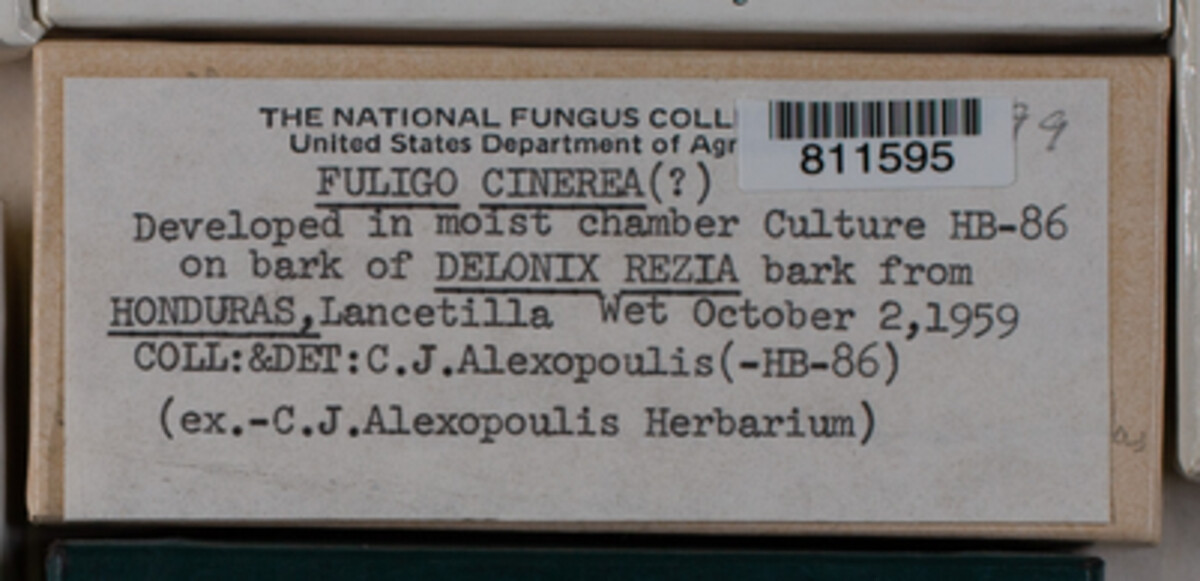 THE NATIONAL FUNGUS COLL
United States Department of Agr
811595
FULIGO CINEREA(?)
Developed in moist chamber Culture HB-86
on bark of DELONIX REZIA bark from
HONDURAS,Lancetilla Wet October 2,1959
COLL:&DET:C.J.Alexopoulis(-HB-86)
(ex.-C.J.Alexopoulis Herbarium)